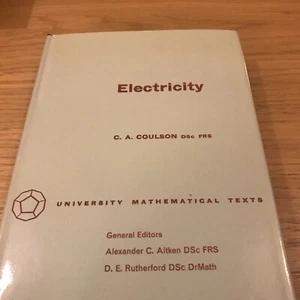 Electricity
C. A. COULSON DSc FRS
UNIVERSITY MATHEMATICAL TEXTS
General Editors
Alexander C. Aitken DSc FRS
D. E. Rutherford DSc DrMath